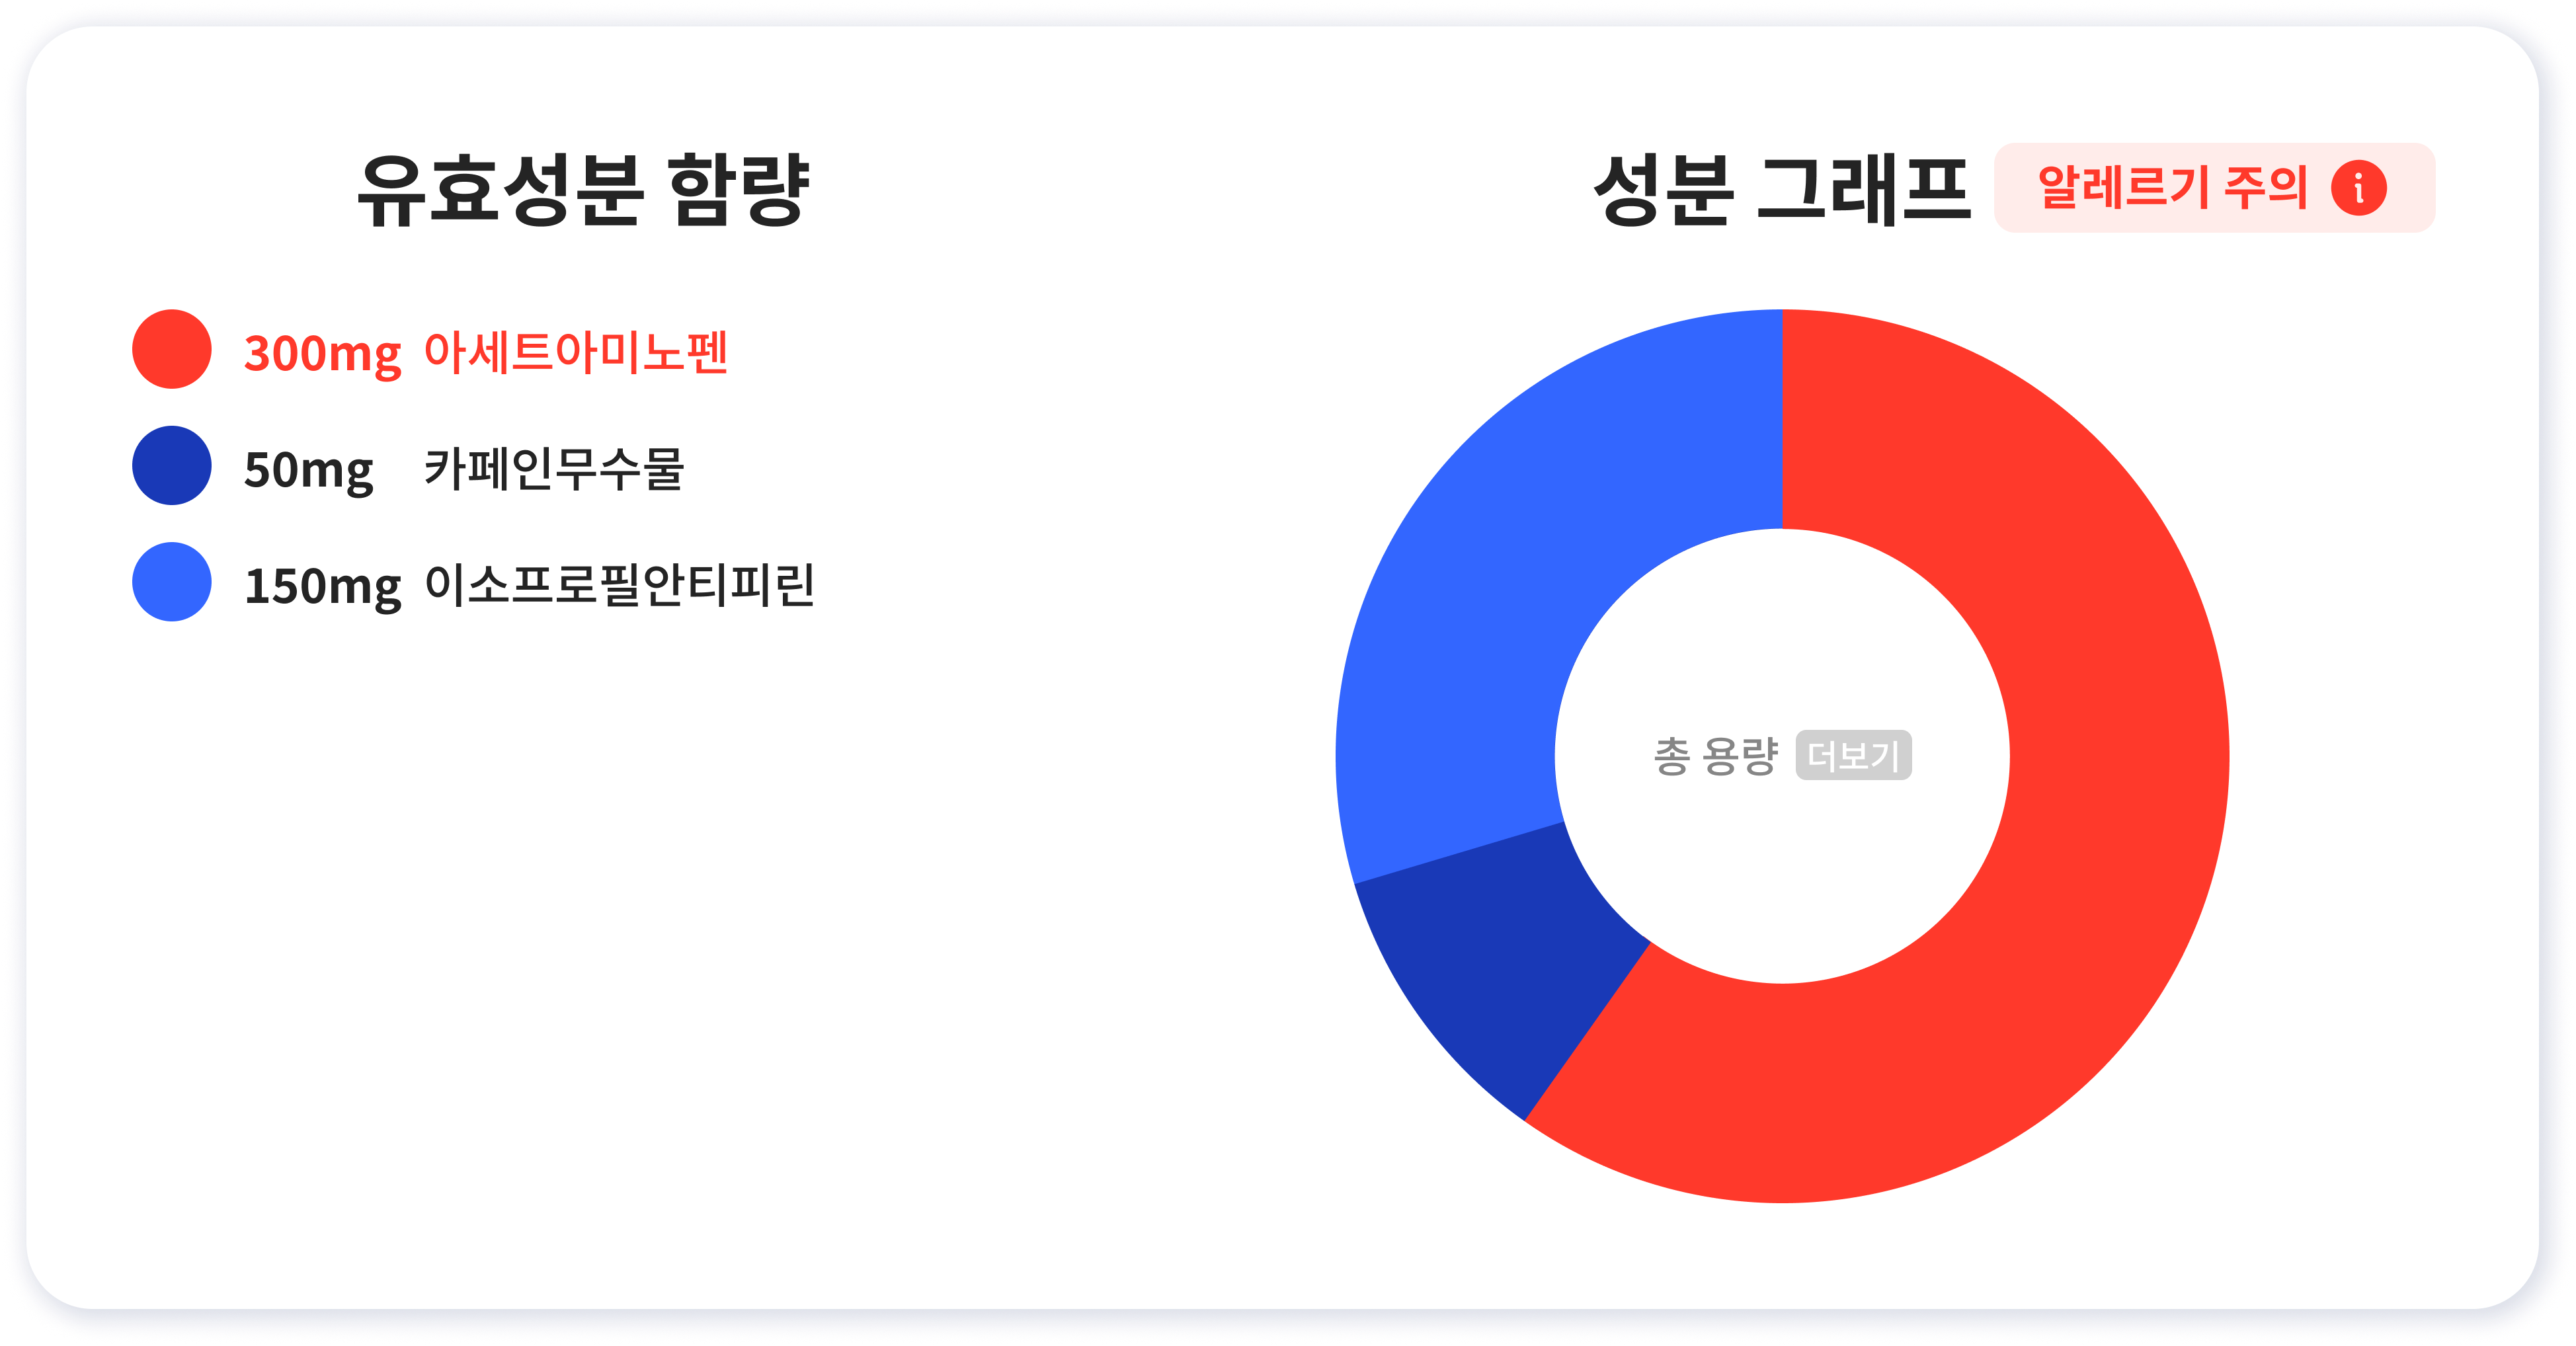 유효성분 함량
300mg 아세트아미노펜
50mg 카페인무수물
150mg 이소프로필안티피린
성분 그래프 알레르기 주의 i
총 용량 더보기